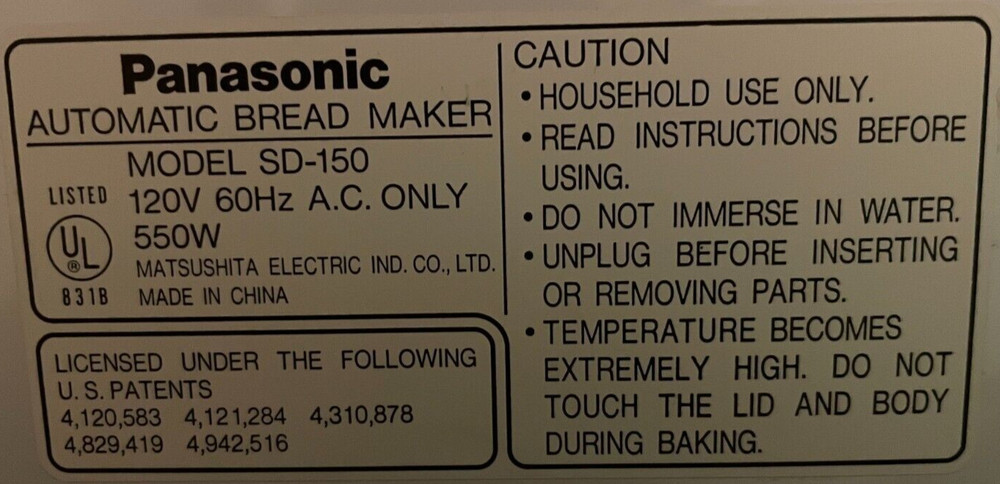 Panasonic
AUTOMATIC BREAD MAKER
MODEL SD-150
LISTED
120V 60Hz A.C. ONLY
UL
®
550W
MATSUSHITA ELECTRIC IND. CO., LTD.
831B
MADE IN CHINA
LICENSED UNDER THE FOLLOWING
U. S. PATENTS
4,120,583 4,121,284 4,310,878
4,829,419 4,942,516
CAUTION
• HOUSEHOLD USE ONLY.
• READ INSTRUCTIONS BEFORE
USING.
• DO NOT IMMERSE IN WATER.
• UNPLUG BEFORE INSERTING
OR REMOVING PARTS.
• TEMPERATURE BECOMES
EXTREMELY HIGH. DO NOT
TOUCH THE LID AND BODY
DURING BAKING.